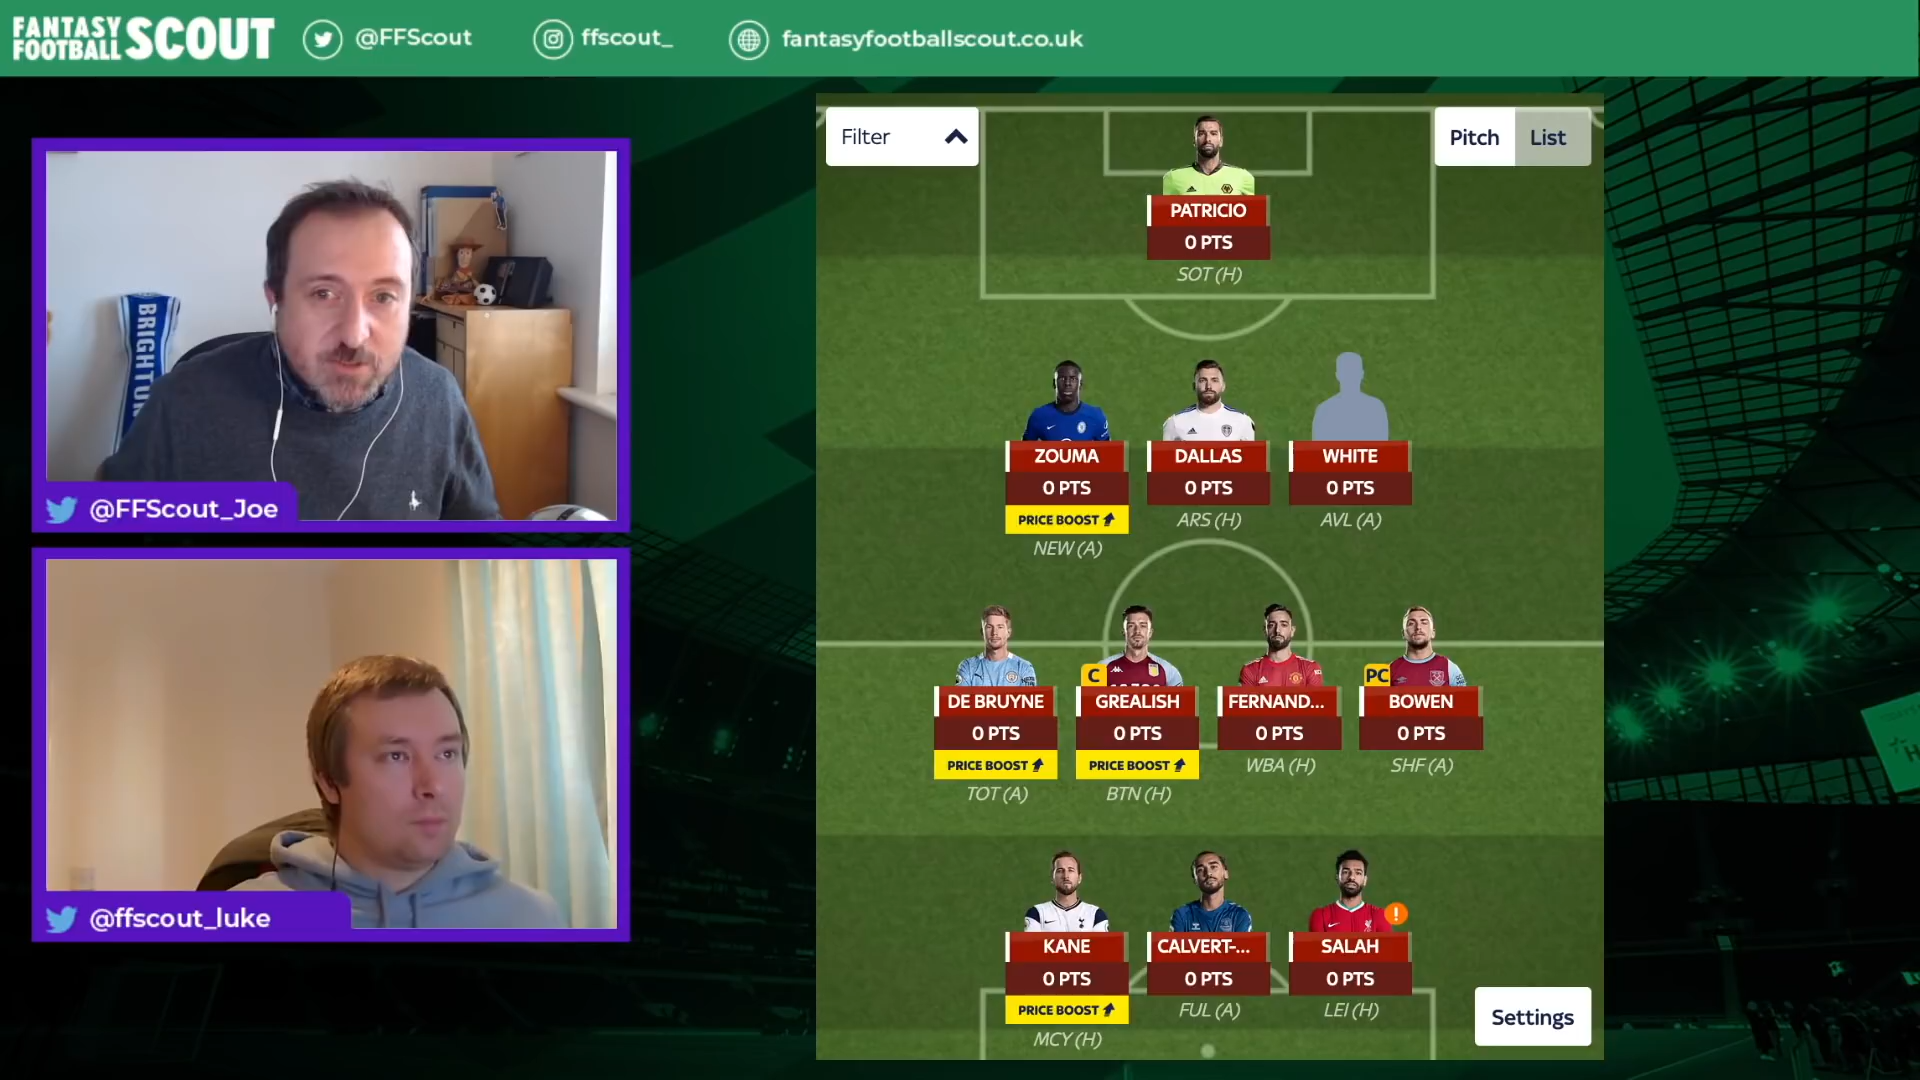 FANTASY
FOOTBALL SCOUT
@FFScout
ffscout_
fantasyfootballscout.co.uk
BRIGHTON
@FFScout_Joe
@ffscout_luke
Filter
Pitch
List
PATRICIO
0 PTS
SOT (H)
ZOUMA
0 PTS
PRICE BOOST
NEW (A)
DALLAS
0 PTS
ARS (H)
WHITE
0 PTS
AVL (A)
DE BRUYNE
0 PTS
PRICE BOOST
TOT (A)
C
GREALISH
0 PTS
PRICE BOOST
BTN (H)
FERNAND...
0 PTS
WBA (H)
PC
BOWEN
0 PTS
SHF (A)
KANE
0 PTS
PRICE BOOST
MCY (H)
CALVERT-...
0 PTS
FUL (A)
!
SALAH
0 PTS
LEI (H)
Settings